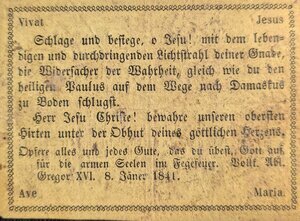 Vivat Jesus
Schlage und besiege, o Jesu! mit dem leben-
digen und durchdringenden Lichtstrahl deiner Gnade,
die Widersacher der Wahrheit, gleich wie du den
heiligen Paulus auf dem Wege nach Damaskus
zu Boden schlugst.
Herr Jesu Christe! bewahre unseren obersten
Hirten unter der Obhut deines göttlichen Herzens.
Opfere alles und jedes Gute, das du übest, Gott auf
für die armen Seelen im Fegefeuer. Vollk. Abl.
Gregor XVI. 8. Jäner 1841.
Ave Maria.